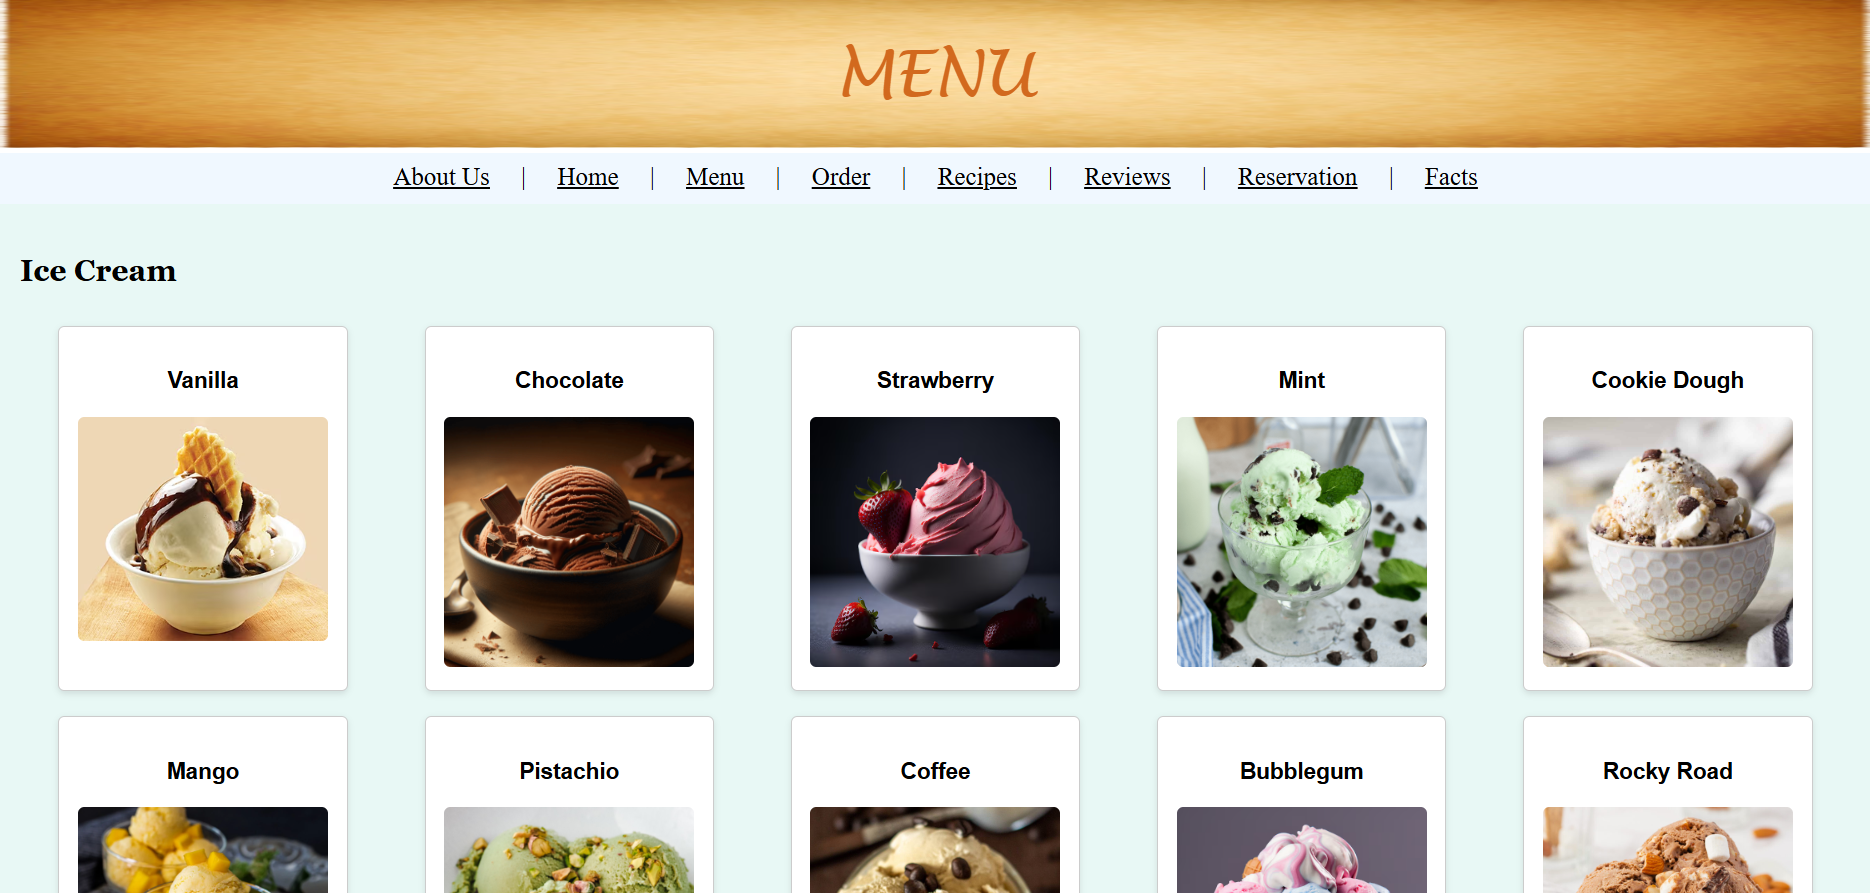 MENU
About Us | Home | Menu | Order | Recipes | Reviews | Reservation | Facts
Ice Cream
Vanilla Chocolate Strawberry Mint Cookie Dough
Mango Pistachio Coffee Bubblegum Rocky Road